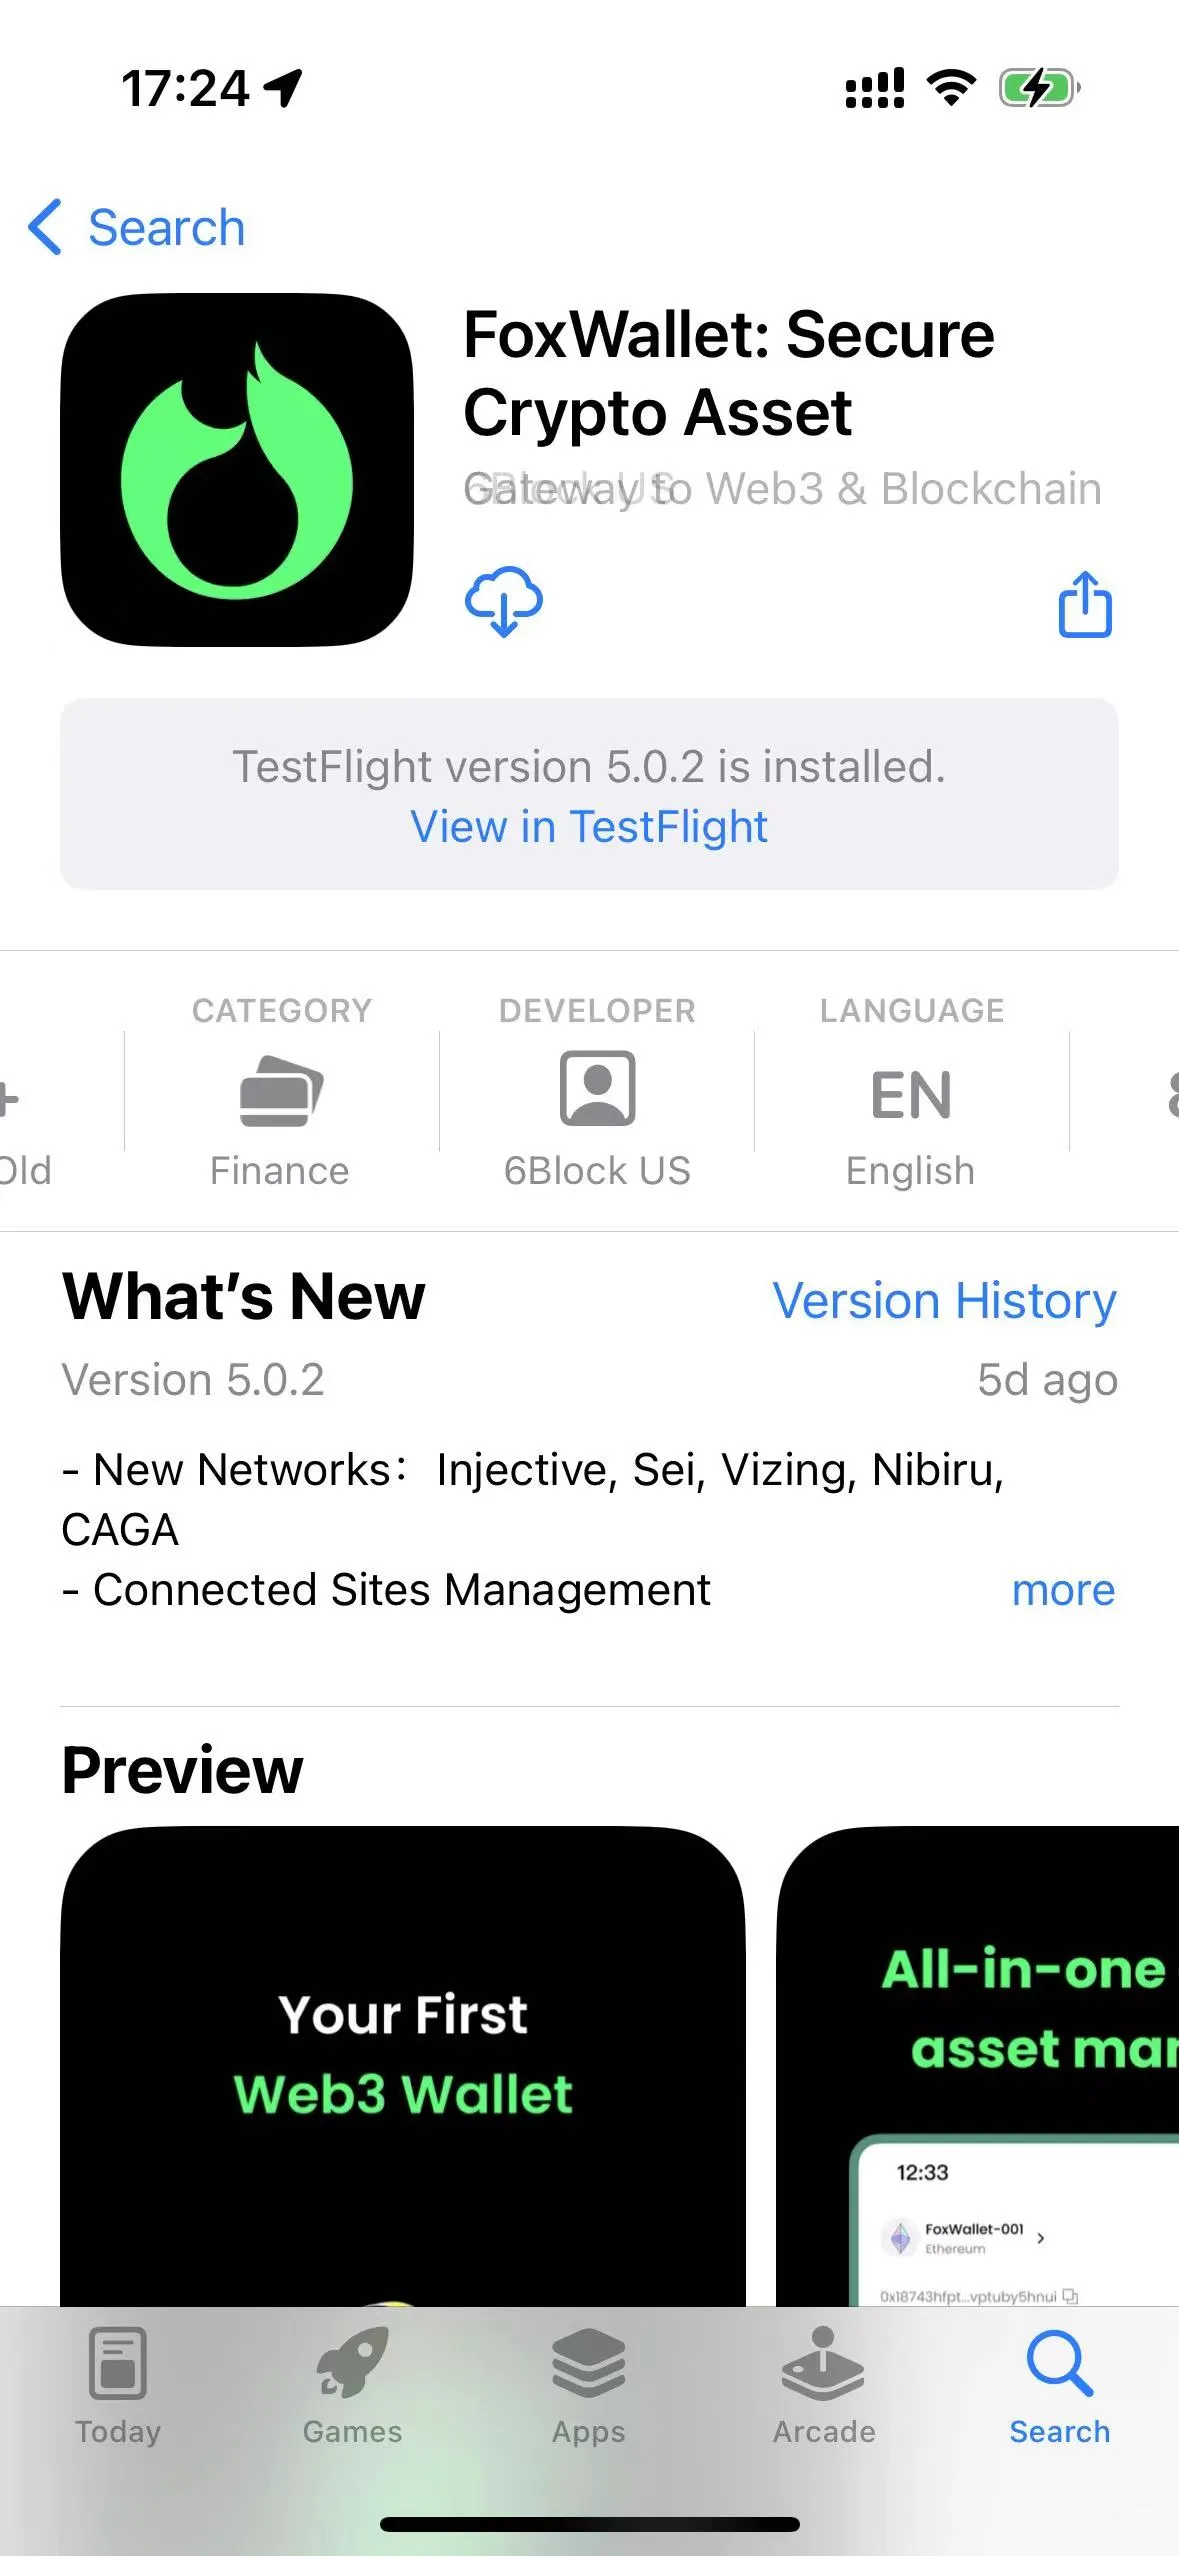 17:24
Search
FoxWallet: Secure
Crypto Asset
Gateway to Web3 & Blockchain
TestFlight version 5.0.2 is installed.
View in TestFlight
CATEGORY
DEVELOPER
LANGUAGE
+
EN
Old
Finance
6Block US
English
What's New
Version History
Version 5.0.2
5d ago
- New Networks： Injective, Sei, Vizing, Nibiru,
CAGA
- Connected Sites Management
more
Preview
Your First
Web3 Wallet
All-in-one
asset mar
12:33
FoxWallet-001
Ethereum
0x18743hfpt...vptuby5hnui
Today
Games
Apps
Arcade
Search